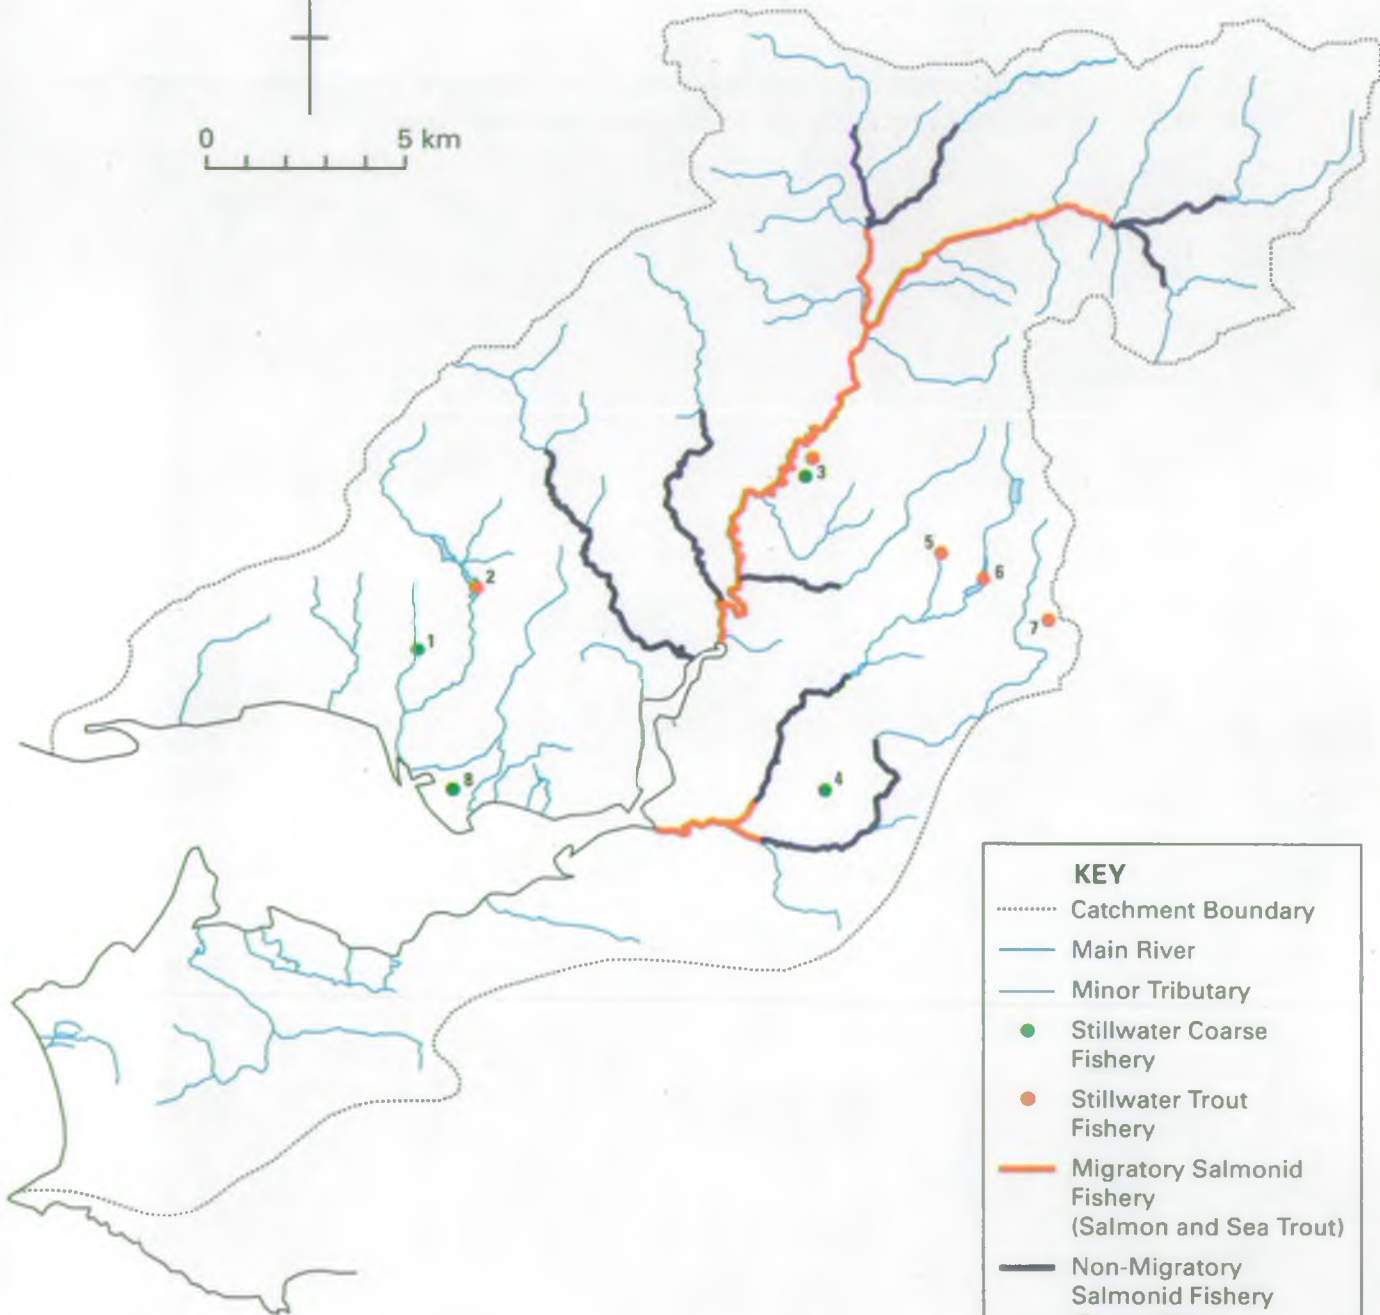 0 5 km
3
5
6
2
7
1
4
8
KEY
Catchment Boundary
Main River
Minor Tributary
Stillwater Coarse
Fishery
Stillwater Trout
Fishery
Migratory Salmonid
Fishery
(Salmon and Sea Trout)
Non-Migratory
Salmonid Fishery